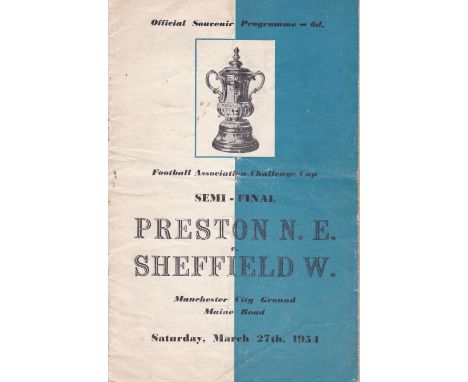 Official Souvenir Programme - 6d.
Football Association Challenge Cup
SEMI - FINAL
PRESTON N. E.
v.
SHEFFIELD W.
Manchester City Ground
Maine Road
Saturday, March 27th, 1954